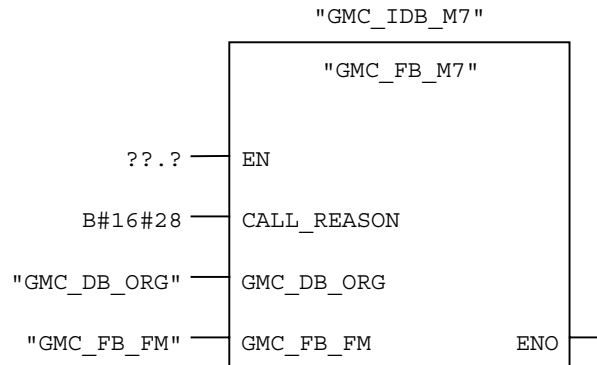 "GMC_IDB_M7"
"GMC_FB_M7"
??.? EN
B#16#28 CALL_REASON
"GMC_DB_ORG" GMC_DB_ORG
"GMC_FB_FM" GMC_FB_FM ENO